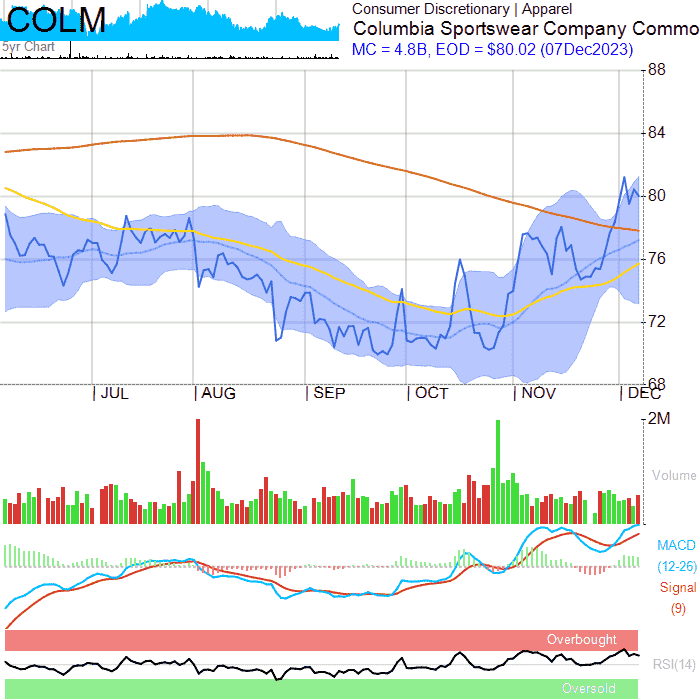 COLM
5yr Chart
Consumer Discretionary | Apparel
Columbia Sportswear Company Commo
MC = 4.8B, EOD = $80.02 (07Dec2023)
88
84
80
76
72
68
JUL
AUG
SEP
OCT
NOV
DEC
2M
Volume
MACD
(12-26)
Signal
(9)
Overbought
RSI(14)
Oversold